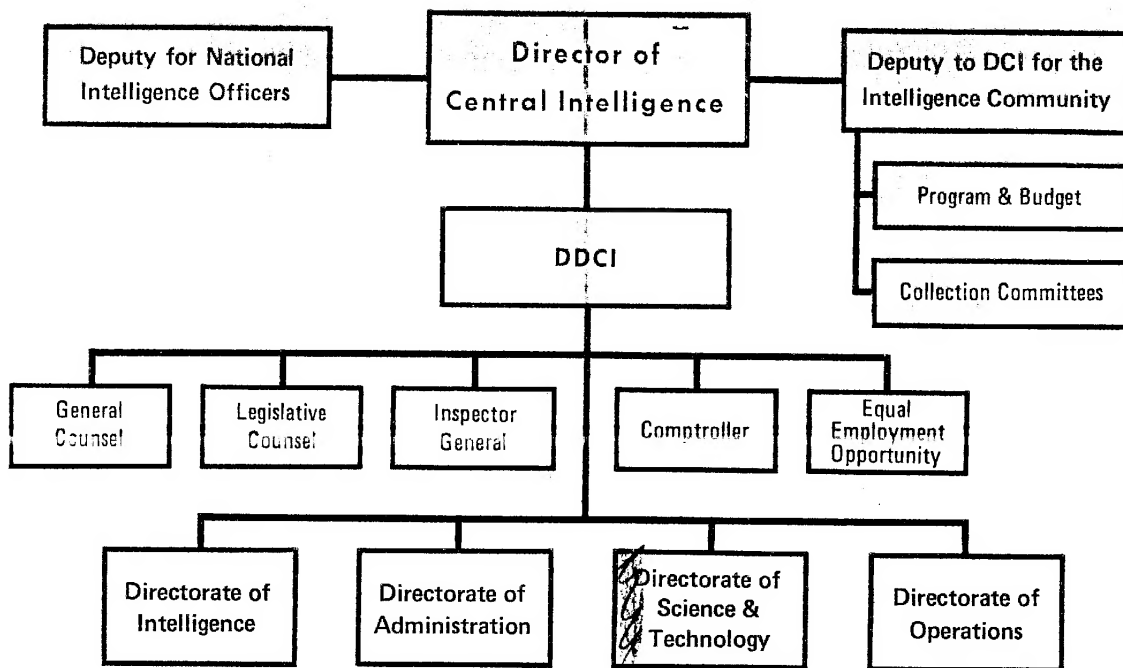 Deputy for National
Intelligence Officers
Director of
Central Intelligence
Deputy to DCI for the
Intelligence Community
Program & Budget
Collection Committees
DDCI
General
Counsel
Legislative
Counsel
Inspector
General
Comptroller
Equal
Employment
Opportunity
Directorate of
Intelligence
Directorate of
Administration
Directorate of
Science &
Technology
Directorate of
Operations